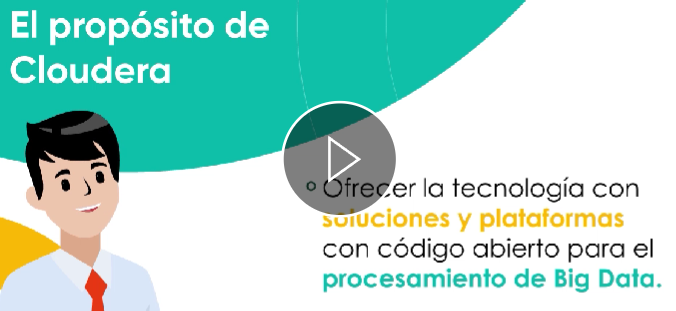 El propósito de
Cloudera
Ofrecer la tecnología con
soluciones y plataformas
con código abierto para el
procesamiento de Big Data.